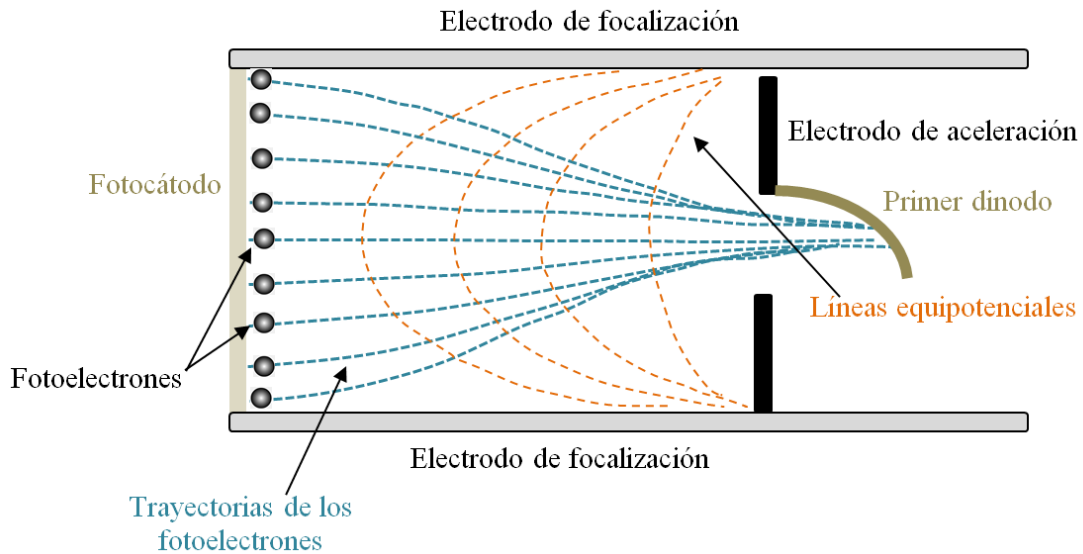 Electrodo de focalización
Electrodo de aceleración
Fotocátodo
Primer dinodo
Líneas equipotenciales
Fotoelectrones
Electrodo de focalización
Trayectorias de los
fotoelectrones